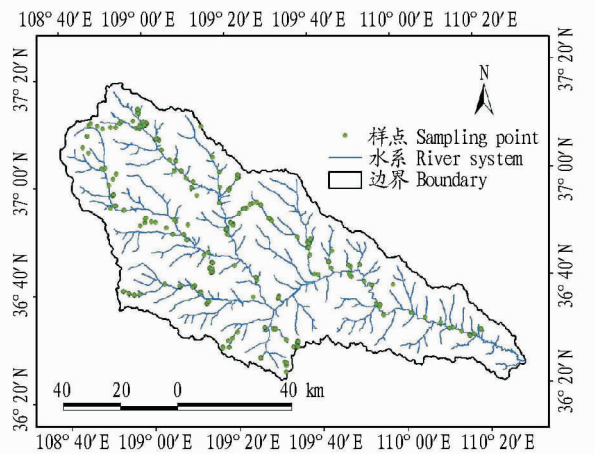 108° 40′E 109° 00′E 109° 20′E 109° 40′E 110° 00′E 110° 20′E
37° 20′N
37° 00′N
36° 40′N
36° 20′N
37° 20′N
37° 00′N
36° 40′N
36° 20′N
N
样点 Sampling point
水系 River system
边界 Boundary
40 20 0 40 km
108° 40′E 109° 00′E 109° 20′E 109° 40′E 110° 00′E 110° 20′E